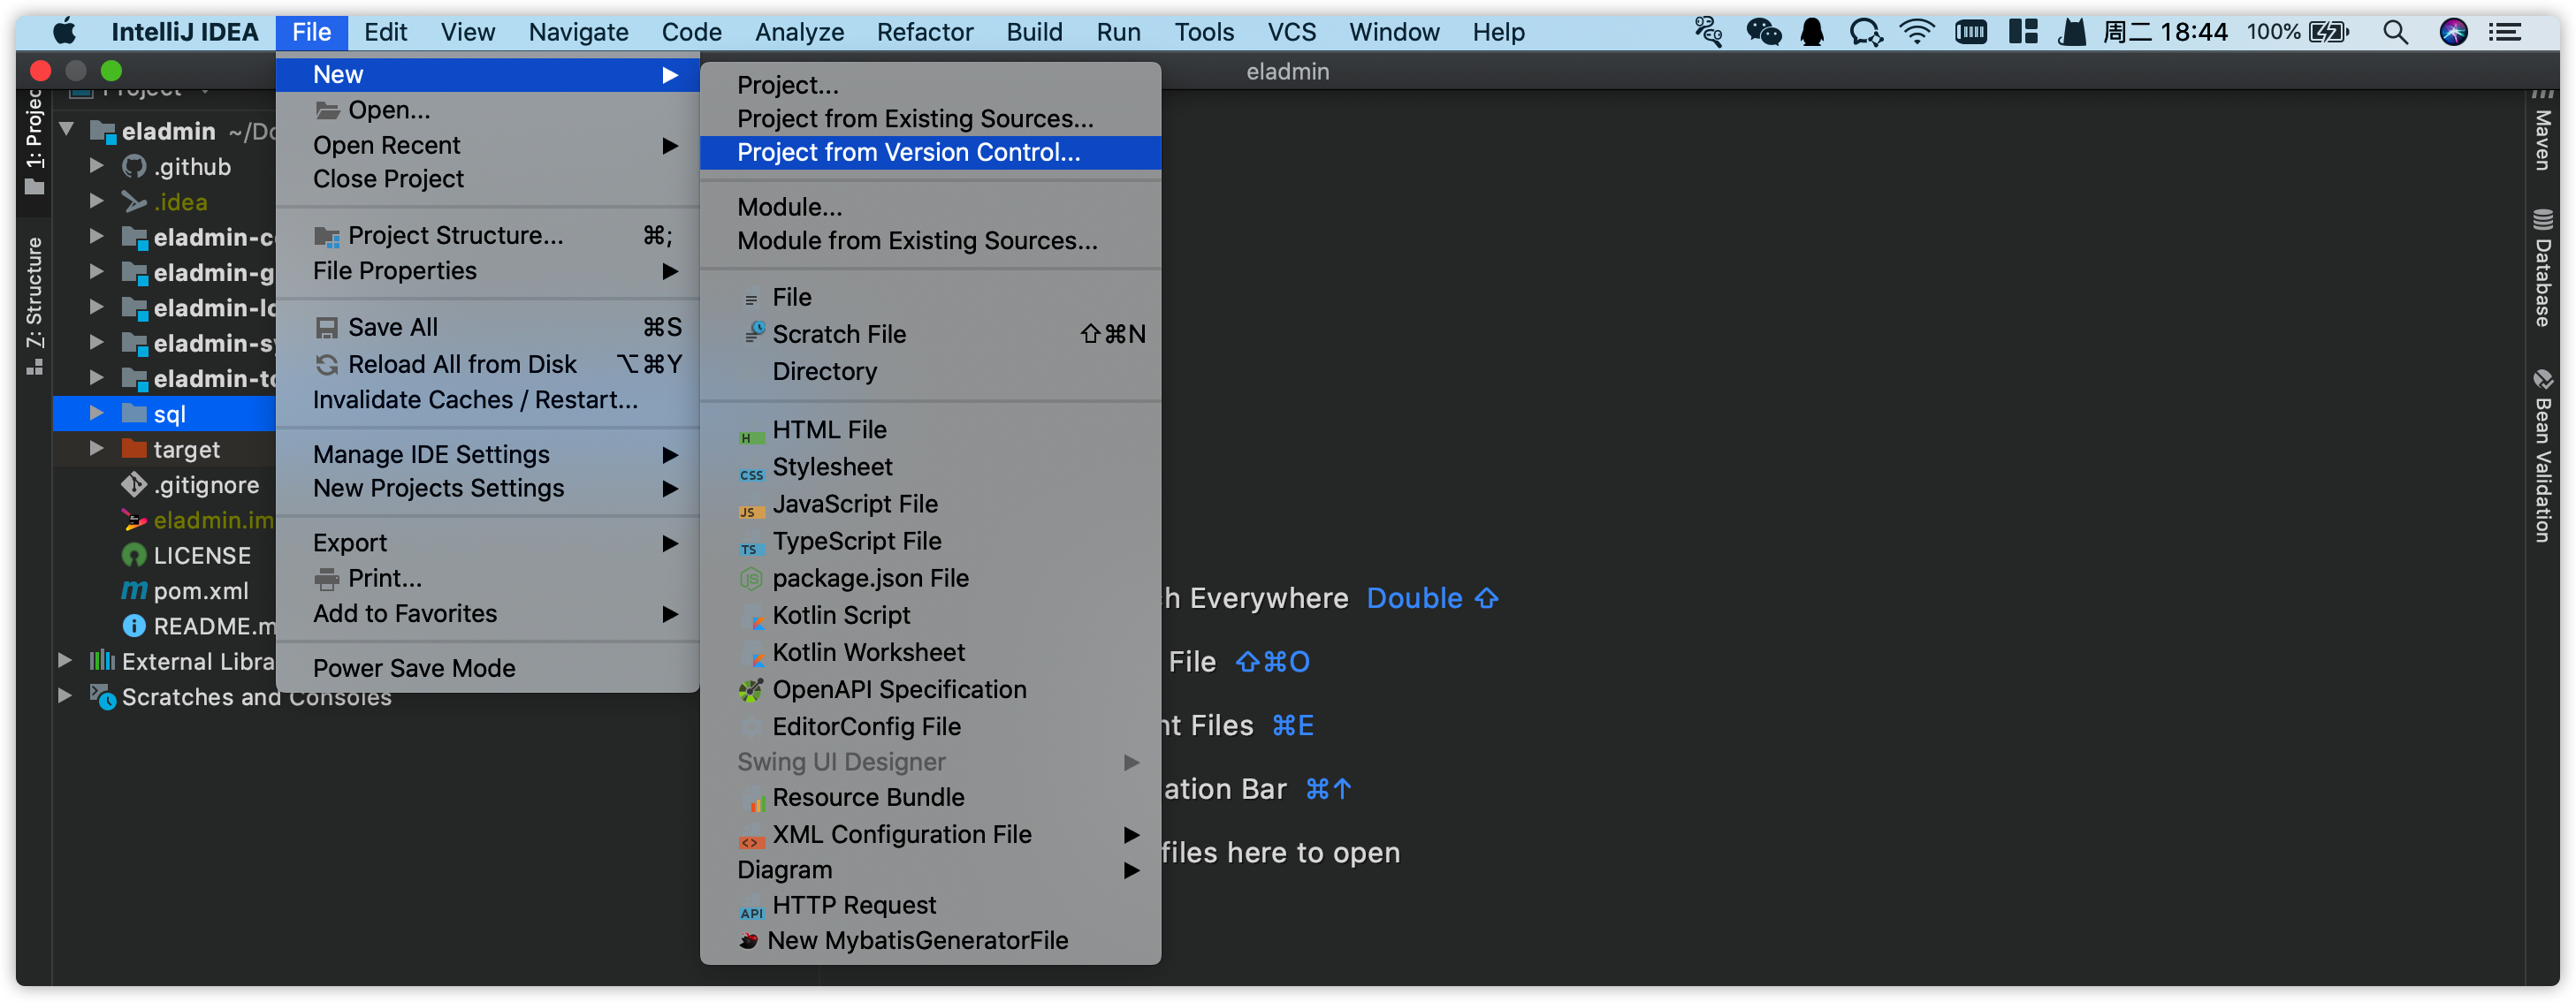 IntelliJ IDEA File Edit View Navigate Code Analyze Refactor Build Run Tools VCS Window Help 周二 18:44 100%
eladmin
Project
1: Project
Z: Structure
eladmin ~/Do
.github
.idea
eladmin-c
eladmin-g
eladmin-lo
eladmin-sy
eladmin-to
sql
target
.gitignore
eladmin.im
LICENSE
pom.xml
README.m
External Libra
Scratches and Consoles
New
Open...
Open Recent
Close Project
Project Structure... ⌘;
File Properties
Save All ⌘S
Reload All from Disk ⌥⌘Y
Invalidate Caches / Restart...
Manage IDE Settings
New Projects Settings
Export
Print...
Add to Favorites
Power Save Mode
Project...
Project from Existing Sources...
Project from Version Control...
Module...
Module from Existing Sources...
File
Scratch File ⇧⌘N
Directory
H HTML File
CSS Stylesheet
JS JavaScript File
TS TypeScript File
JS package.json File
Kotlin Script
Kotlin Worksheet
OpenAPI Specification
EditorConfig File
Swing UI Designer
Resource Bundle
<> XML Configuration File
Diagram
API HTTP Request
New MybatisGeneratorFile
h Everywhere Double ⇧
File ⇧⌘O
nt Files ⌘E
ation Bar ⌘↑
files here to open
Maven
Database
Bean Validation